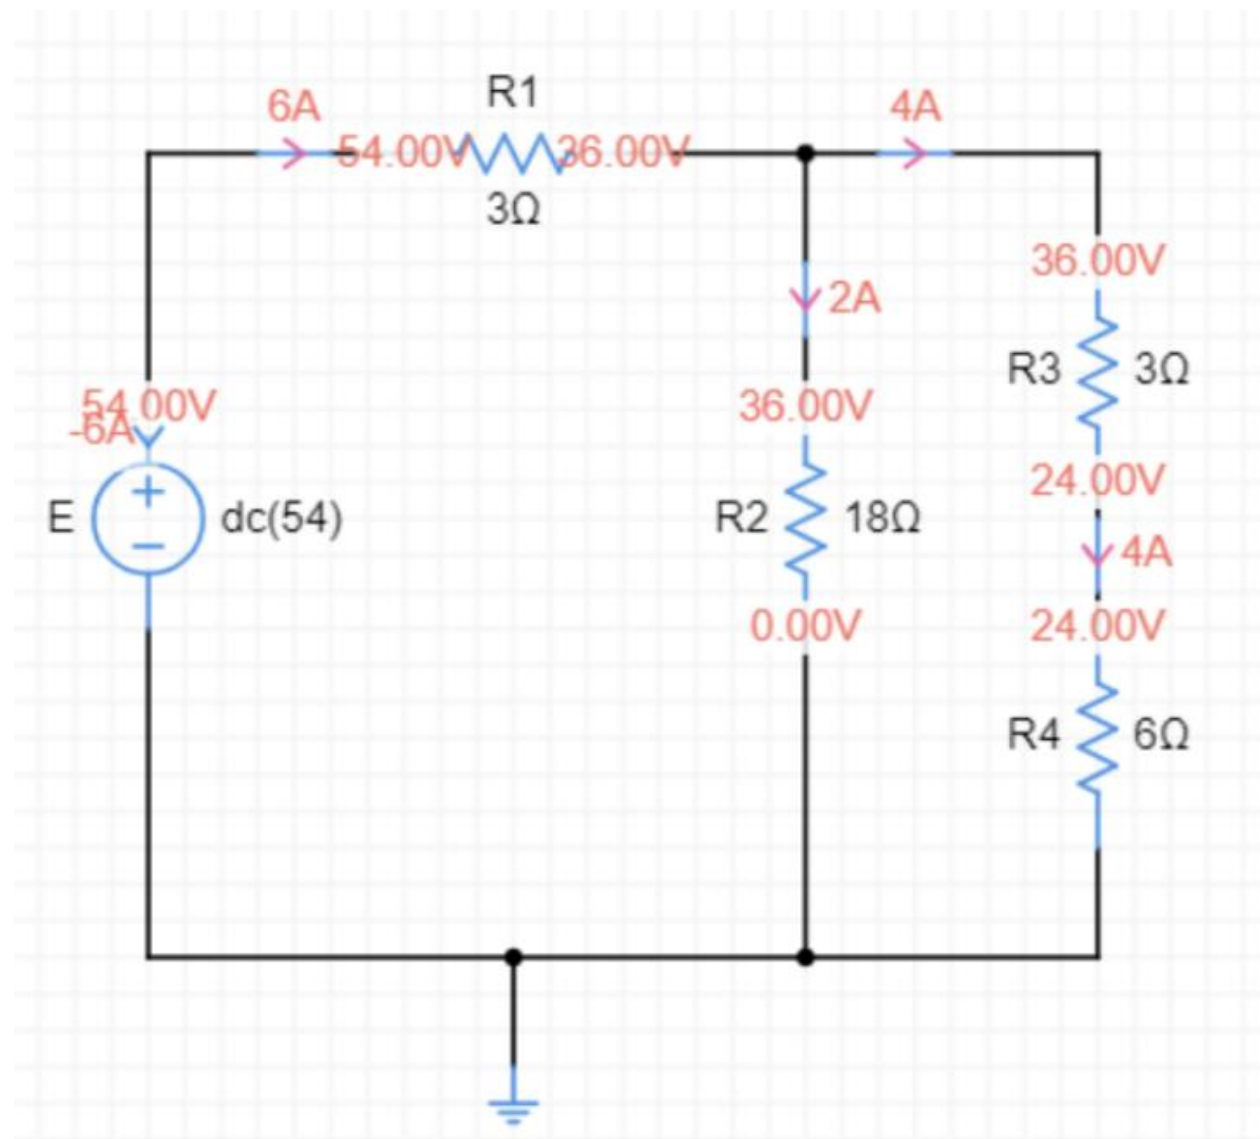 R1
6A
4A
54.00V
36.00V
3Ω
36.00V
2A
R3
3Ω
54.00V
-6A
36.00V
24.00V
E
+
−
dc(54)
R2
18Ω
4A
0.00V
24.00V
R4
6Ω